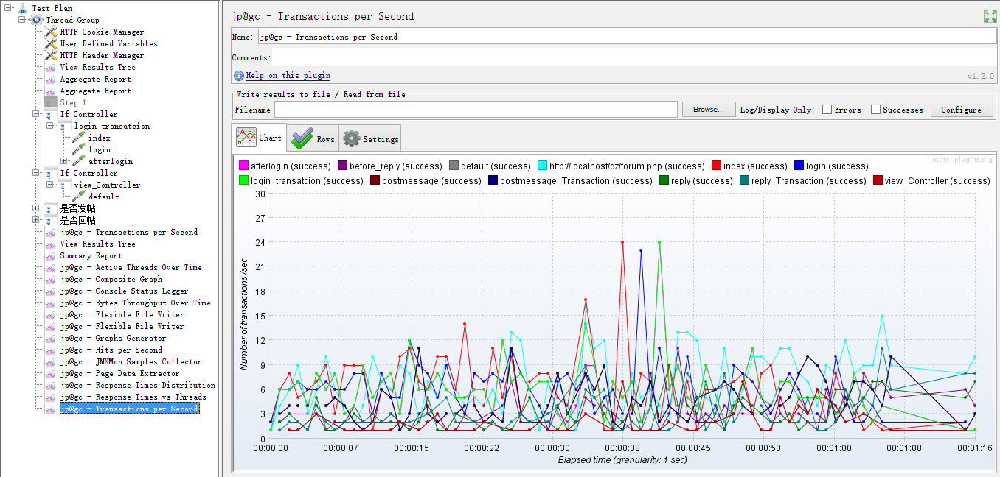 Test Plan
Thread Group
HTTP Cookie Manager
User Defined Variables
HTTP Header Manager
View Results Tree
Aggregate Report
Aggregate Report
Step 1
If Controller
login_transatcion
index
login
afterlogin
If Controller
view_Controller
default
是否发帖
是否回帖
jp@gc - Transactions per Second
View Results Tree
Summary Report
jp@gc - Active Threads Over Time
jp@gc - Composite Graph
jp@gc - Console Status Logger
jp@gc - Bytes Throughput Over Time
jp@gc - Flexible File Writer
jp@gc - Flexible File Writer
jp@gc - Graphs Generator
jp@gc - Hits per Second
jp@gc - JMXMon Samples Collector
jp@gc - Page Data Extractor
jp@gc - Response Times Distribution
jp@gc - Response Times vs Threads
jp@gc - Transactions per Second
jp@gc - Transactions per Second
Name: jp@gc - Transactions per Second
Comments:
Help on this plugin v1.2.0
Write results to file / Read from file
Filename Browse... Log/Display Only: Errors Successes Configure
Chart Rows Settings
jmeter-plugins.org
afterlogin (success) before_reply (success) default (success) http://localhost/dz/forum.php (success) index (success) login (success)
login_transatcion (success) postmessage (success) postmessage_Transaction (success) reply (success) reply_Transaction (success) view_Controller (success)
30
27
24
21
18
15
12
9
6
3
0
Number of transactions /sec
00:00:00 00:00:07 00:00:15 00:00:22 00:00:30 00:00:38 00:00:45 00:00:53 00:01:00 00:01:08 00:01:16
Elapsed time (granularity: 1 sec)